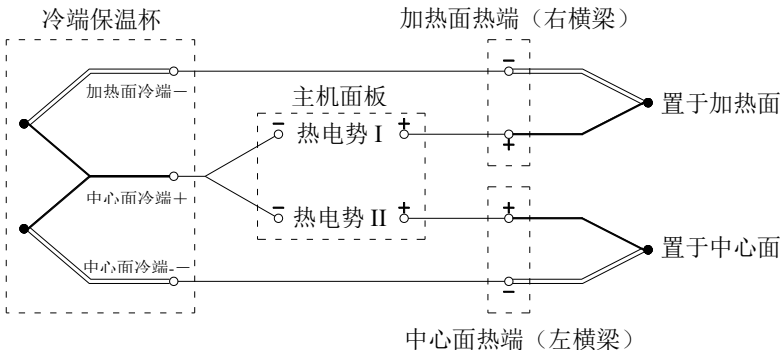 冷端保温杯
加热面热端（右横梁）
加热面冷端－
主机面板
－ 热电势 I ＋
－
＋
置于加热面
中心面冷端＋
－ 热电势 II ＋
＋
－
置于中心面
中心面冷端-－
中心面热端（左横梁）